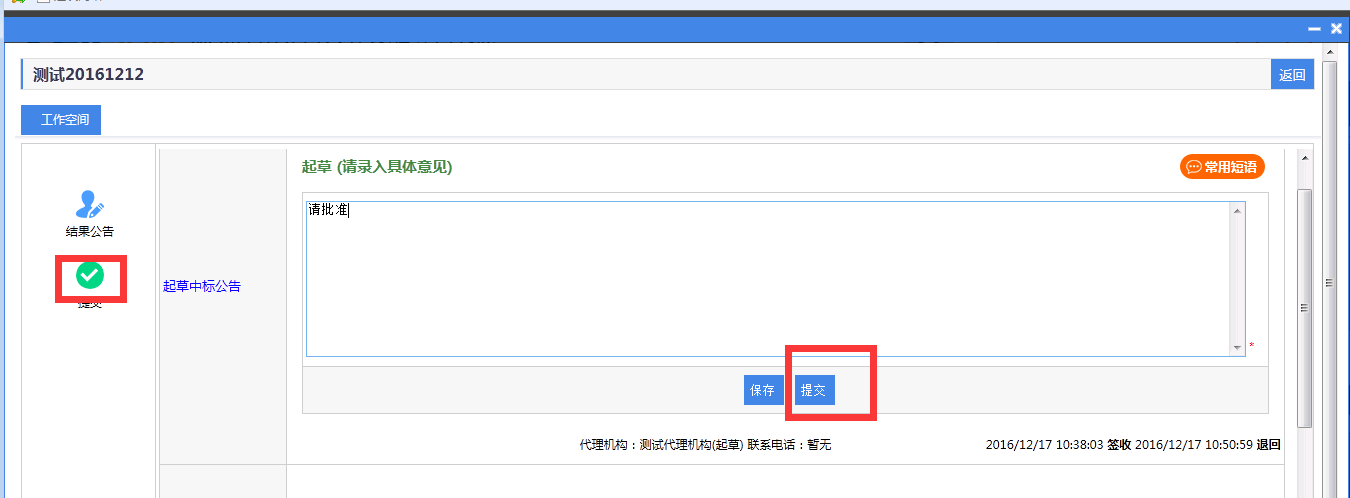 测试20161212
返回
工作空间
起草 (请录入具体意见)
常用短语
结果公告
请批准
提交
起草中标公告
*
保存
提交
代理机构：测试代理机构(起草) 联系电话：暂无
2016/12/17 10:38:03 签收 2016/12/17 10:50:59 退回